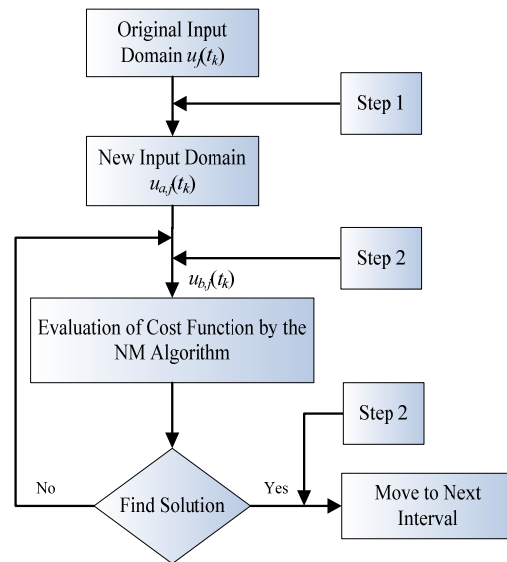 Original Input
Domain u_j(t_k)
Step 1
New Input Domain
u_{a,j}(t_k)
Step 2
u_{b,j}(t_k)
Evaluation of Cost Function by the
NM Algorithm
Step 2
No
Find Solution
Yes
Move to Next
Interval